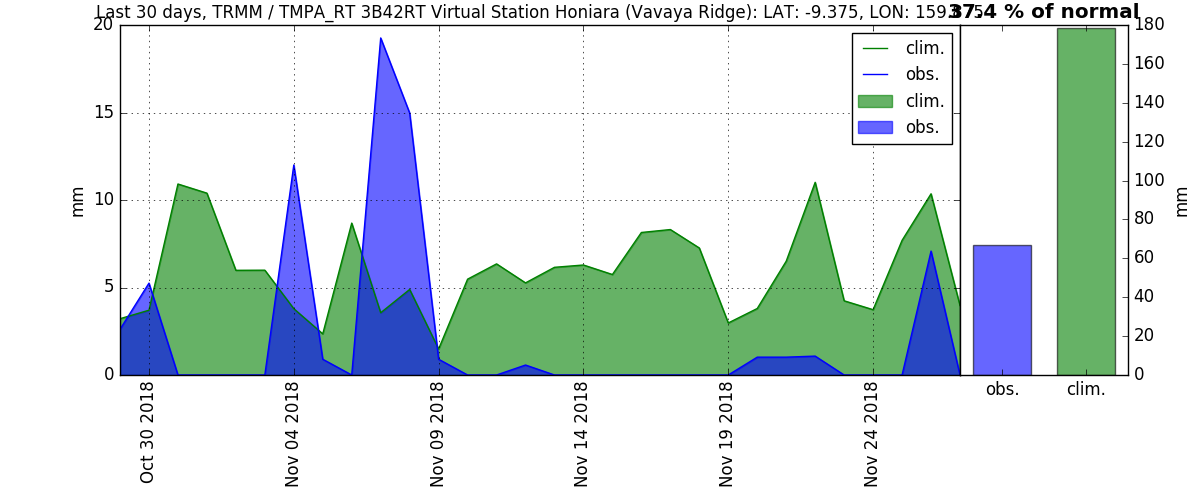 Last 30 days, TRMM / TMPA_RT 3B42RT Virtual Station Honiara (Vavaya Ridge): LAT: -9.375, LON:
37.4 % of normal
20
15
10
5
0
mm
clim.
obs.
clim.
obs.
180
160
140
120
100
80
60
40
20
0
mm
obs.
clim.
Oct 30 2018
Nov 04 2018
Nov 09 2018
Nov 14 2018
Nov 19 2018
Nov 24 2018